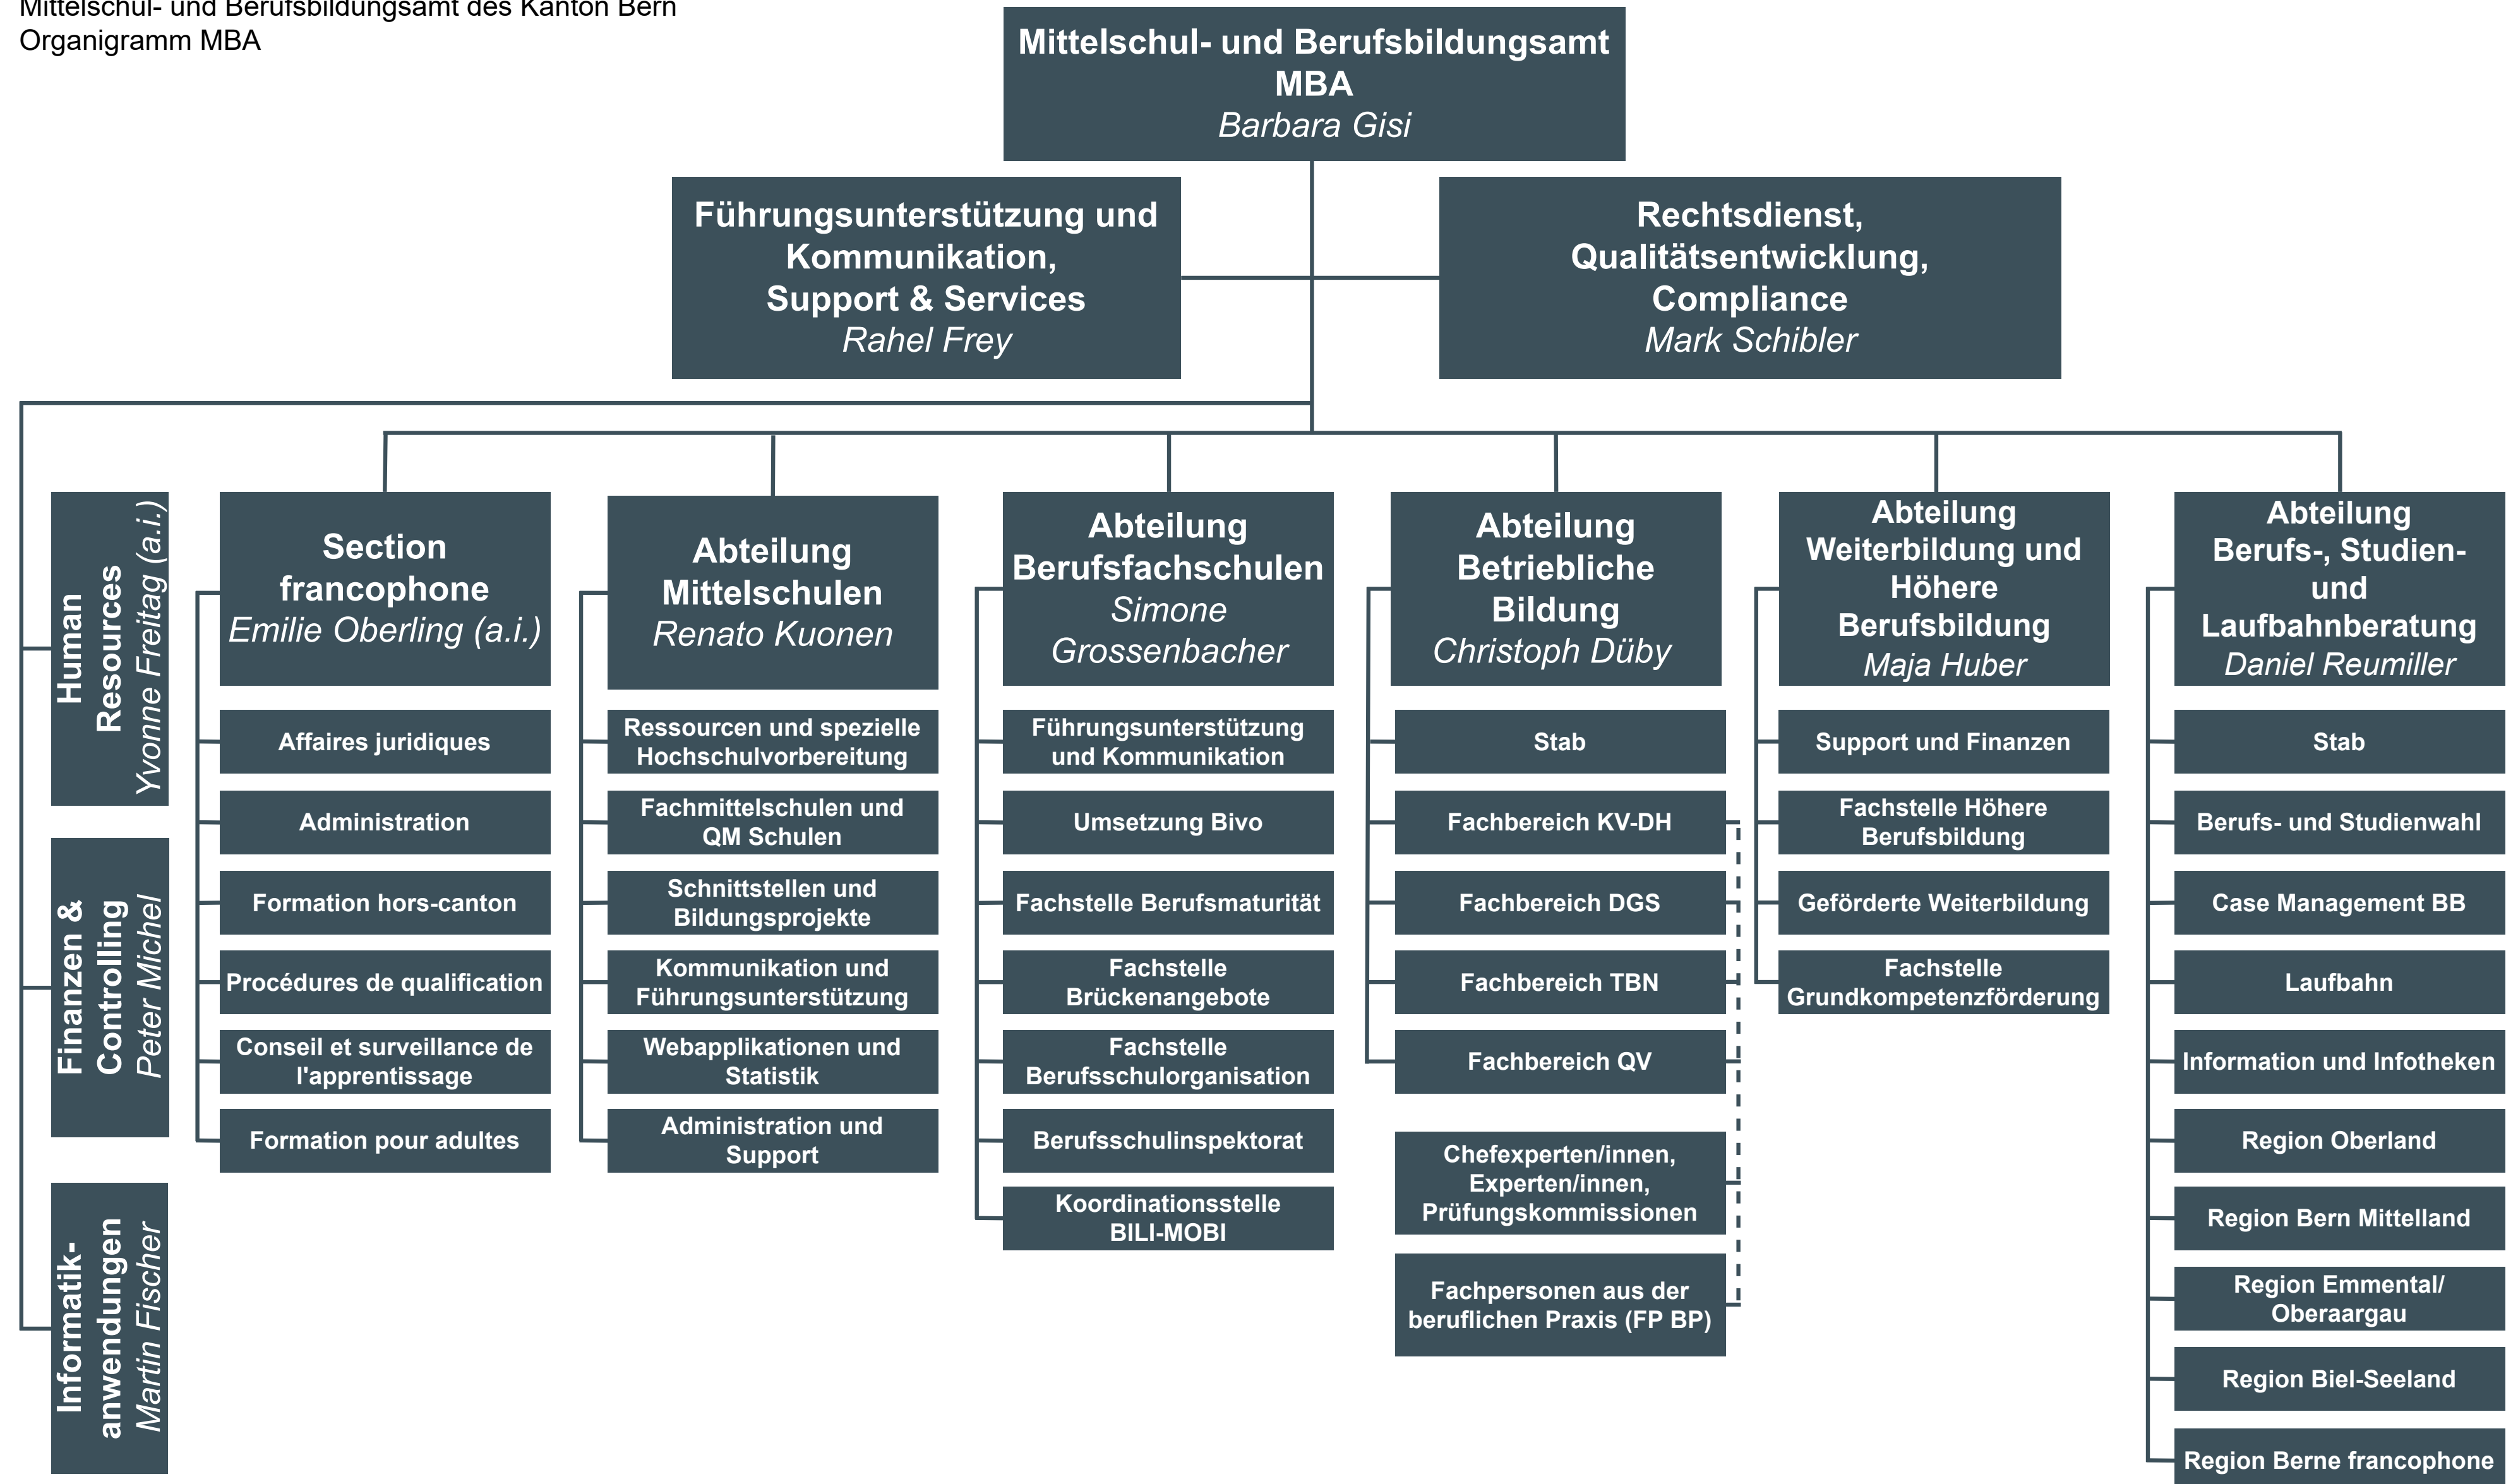 Mittelschul- und Berufsbildungsamt des Kanton Bern
Organigramm MBA
Mittelschul- und Berufsbildungsamt
MBA
Barbara Gisi
Führungsunterstützung und
Kommunikation,
Support & Services
Rahel Frey
Rechtsdienst,
Qualitätsentwicklung,
Compliance
Mark Schibler
Human
Resources
Yvonne Freitag (a.i.)
Finanzen &
Controlling
Peter Michel
Informatik-
anwendungen
Martin Fischer
Section
francophone
Emilie Oberling (a.i.)
Affaires juridiques
Administration
Formation hors-canton
Procédures de qualification
Conseil et surveillance de
l'apprentissage
Formation pour adultes
Abteilung
Mittelschulen
Renato Kuonen
Ressourcen und spezielle
Hochschulvorbereitung
Fachmittelschulen und
QM Schulen
Schnittstellen und
Bildungsprojekte
Kommunikation und
Führungsunterstützung
Webapplikationen und
Statistik
Administration und
Support
Abteilung
Berufsfachschulen
Simone
Grossenbacher
Führungsunterstützung
und Kommunikation
Umsetzung Bivo
Fachstelle Berufsmaturität
Fachstelle
Brückenangebote
Fachstelle
Berufsschulorganisation
Berufsschulinspektorat
Koordinationsstelle
BILI-MOBI
Abteilung
Betriebliche
Bildung
Christoph Düby
Stab
Fachbereich KV-DH
Fachbereich DGS
Fachbereich TBN
Fachbereich QV
Chefexperten/innen,
Experten/innen,
Prüfungskommissionen
Fachpersonen aus der
beruflichen Praxis (FP BP)
Abteilung
Weiterbildung und
Höhere
Berufsbildung
Maja Huber
Support und Finanzen
Fachstelle Höhere
Berufsbildung
Geförderte Weiterbildung
Fachstelle
Grundkompetenzförderung
Abteilung
Berufs-, Studien-
und
Laufbahnberatung
Daniel Reumiller
Stab
Berufs- und Studienwahl
Case Management BB
Laufbahn
Information und Infotheken
Region Oberland
Region Bern Mittelland
Region Emmental/
Oberaargau
Region Biel-Seeland
Region Berne francophone